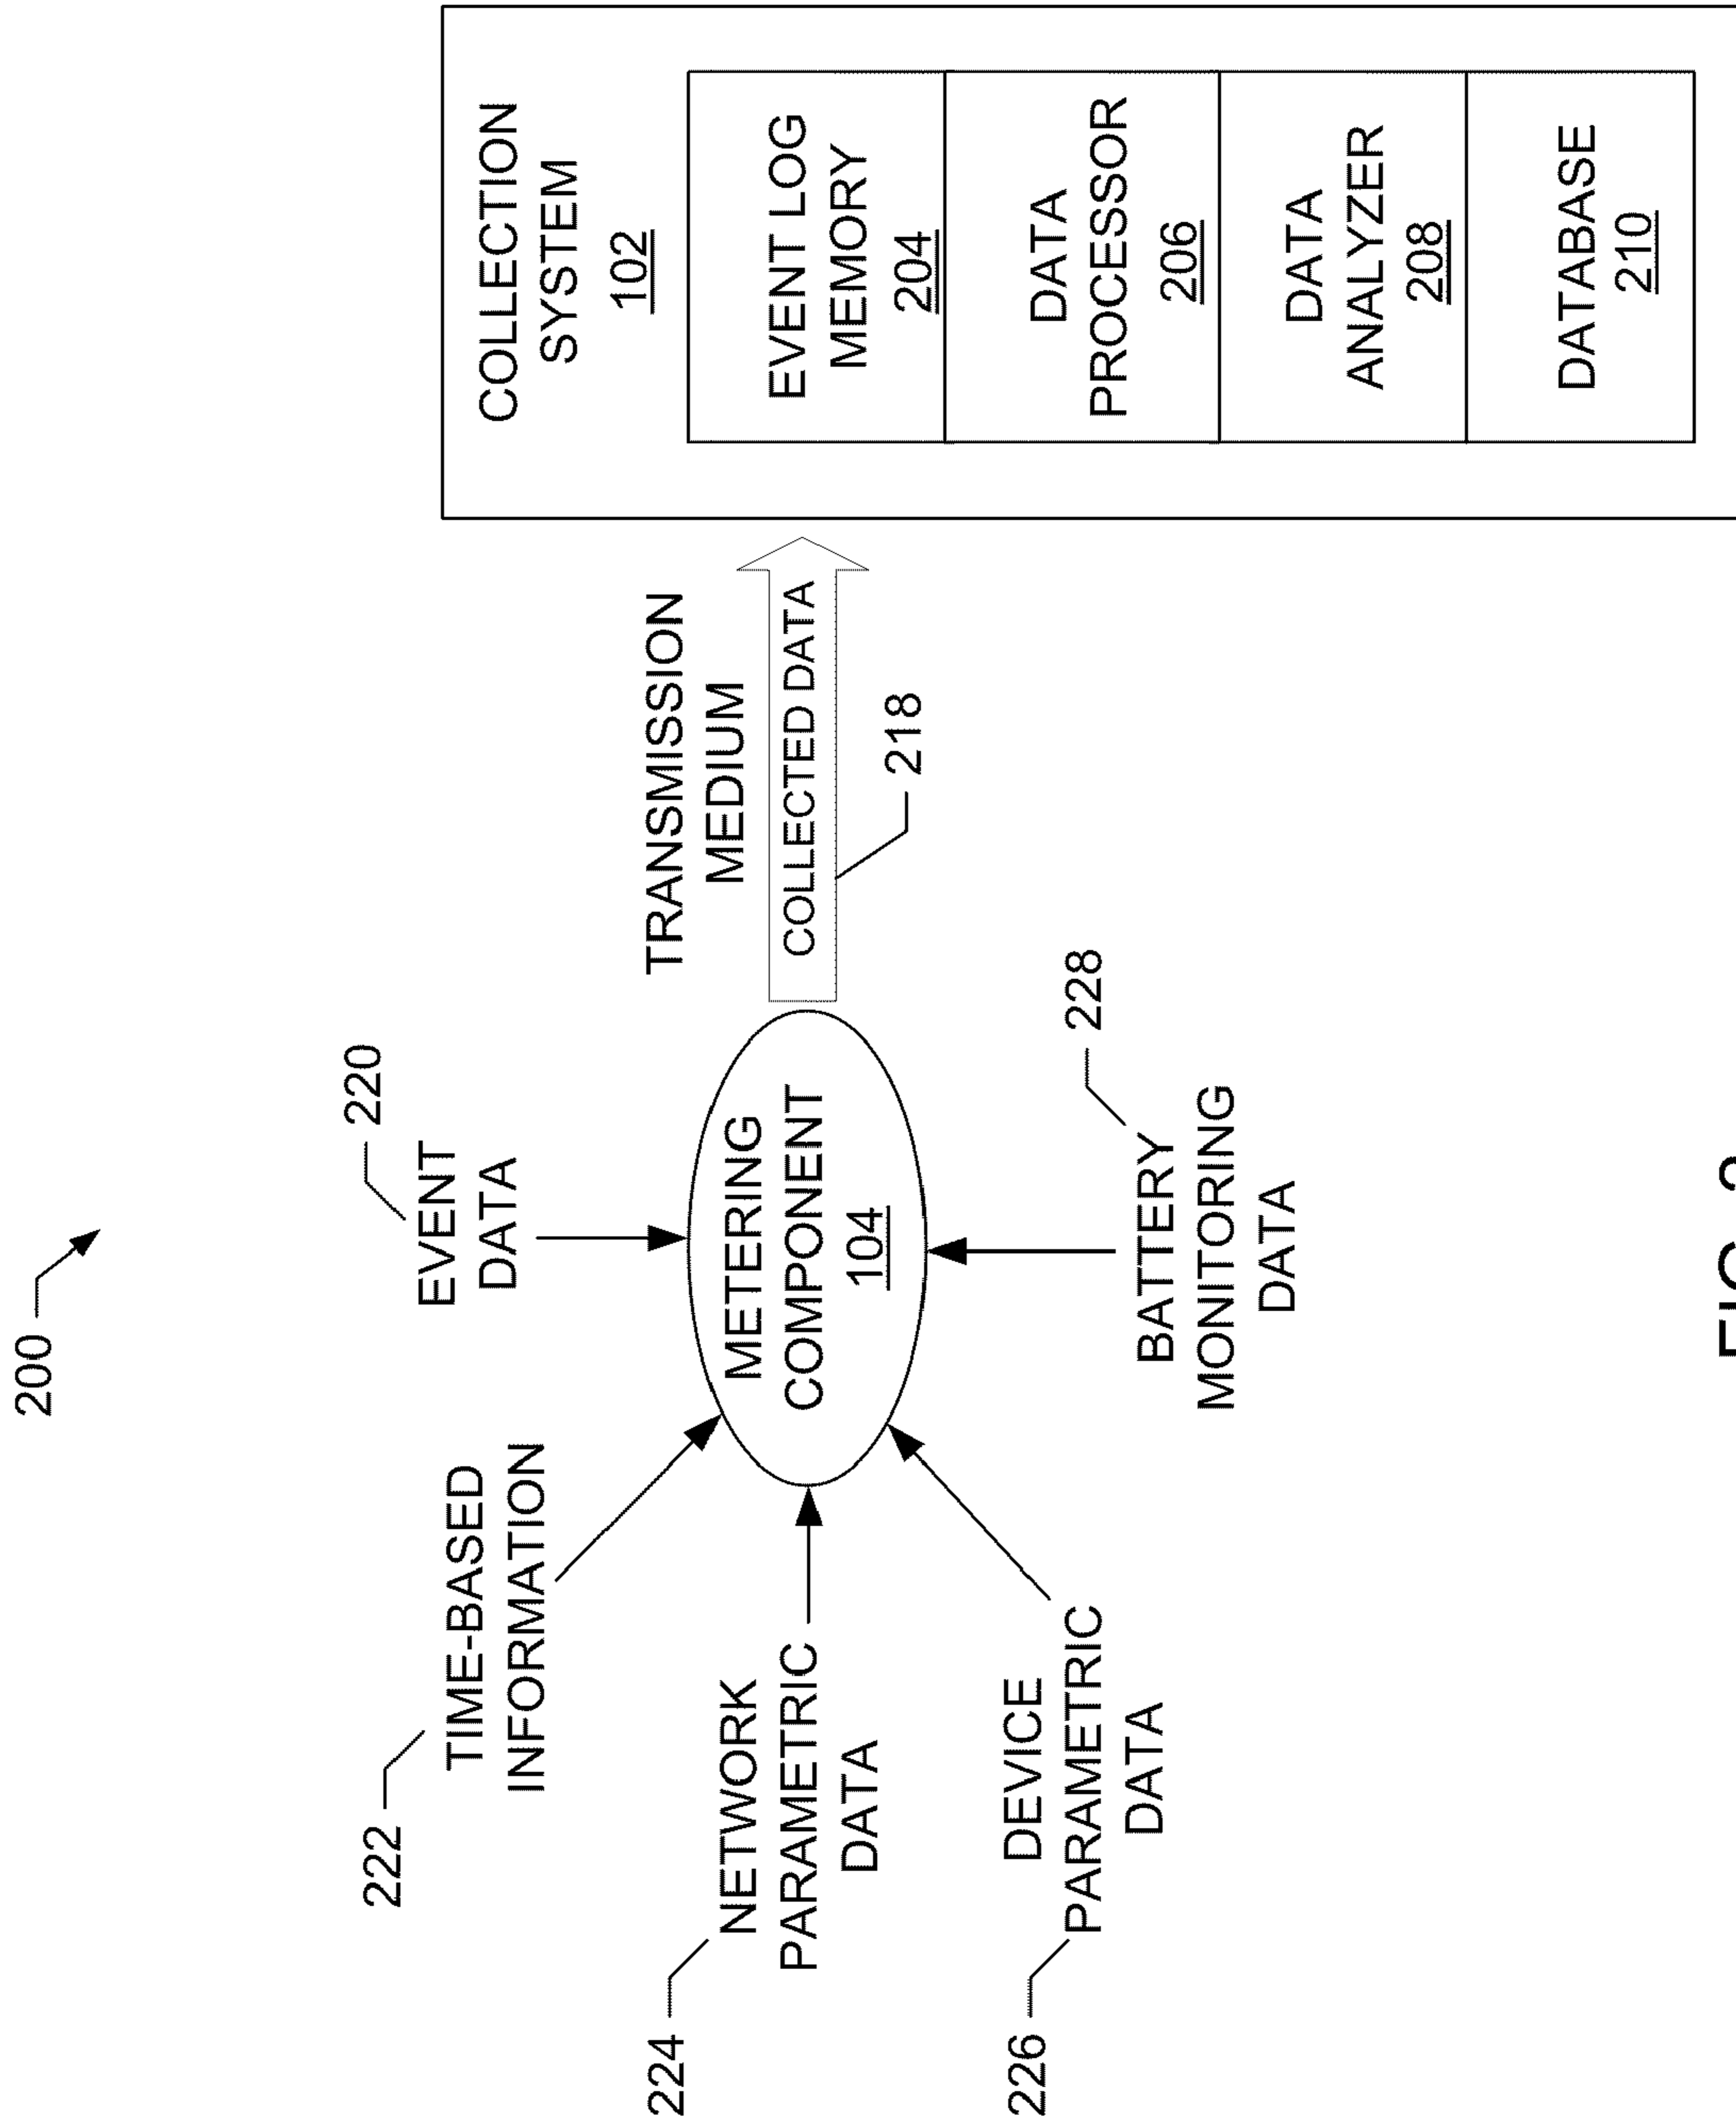 200
220
EVENT
DATA
222
TIME-BASED
INFORMATION
224
NETWORK
PARAMETRIC
DATA
226
DEVICE
PARAMETRIC
DATA
METERING
COMPONENT
104
228
BATTERY
MONITORING
DATA
TRANSMISSION
MEDIUM
COLLECTED DATA
218
COLLECTION
SYSTEM
102
EVENT LOG
MEMORY
204
DATA
PROCESSOR
206
DATA
ANALYZER
208
DATABASE
210